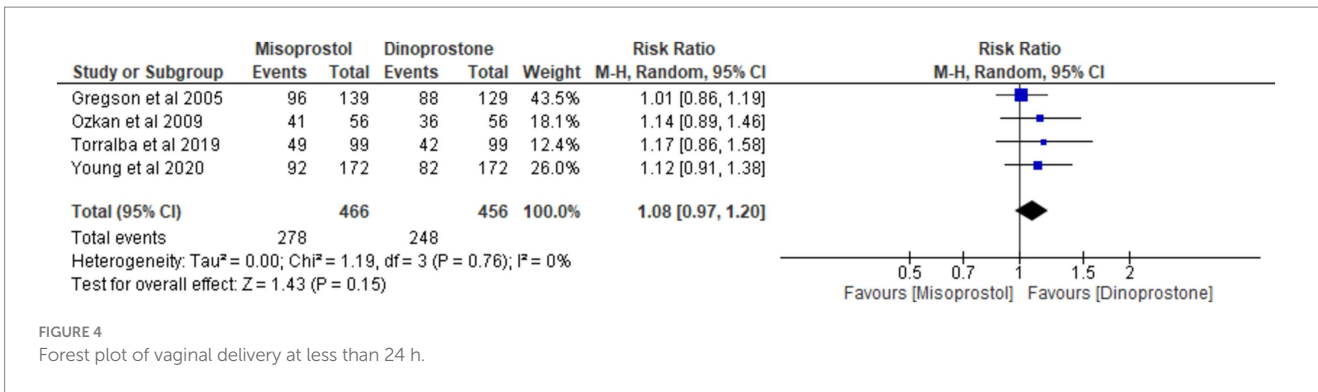 Misoprostol Dinoprostone Risk Ratio Risk Ratio
Study or Subgroup Events Total Events Total Weight M-H, Random, 95% CI M-H, Random, 95% CI
Gregson et al 2005 96 139 88 129 43.5% 1.01 [0.86, 1.19]
Ozkan et al 2009 41 56 36 56 18.1% 1.14 [0.89, 1.46]
Torralba et al 2019 49 99 42 99 12.4% 1.17 [0.86, 1.58]
Young et al 2020 92 172 82 172 26.0% 1.12 [0.91, 1.38]
Total (95% CI) 466 456 100.0% 1.08 [0.97, 1.20]
Total events 278 248
Heterogeneity: Tau² = 0.00; Chi² = 1.19, df = 3 (P = 0.76); I² = 0%
Test for overall effect: Z = 1.43 (P = 0.15)
0.5 0.7 1 1.5 2
Favours [Misoprostol] Favours [Dinoprostone]
FIGURE 4
Forest plot of vaginal delivery at less than 24 h.